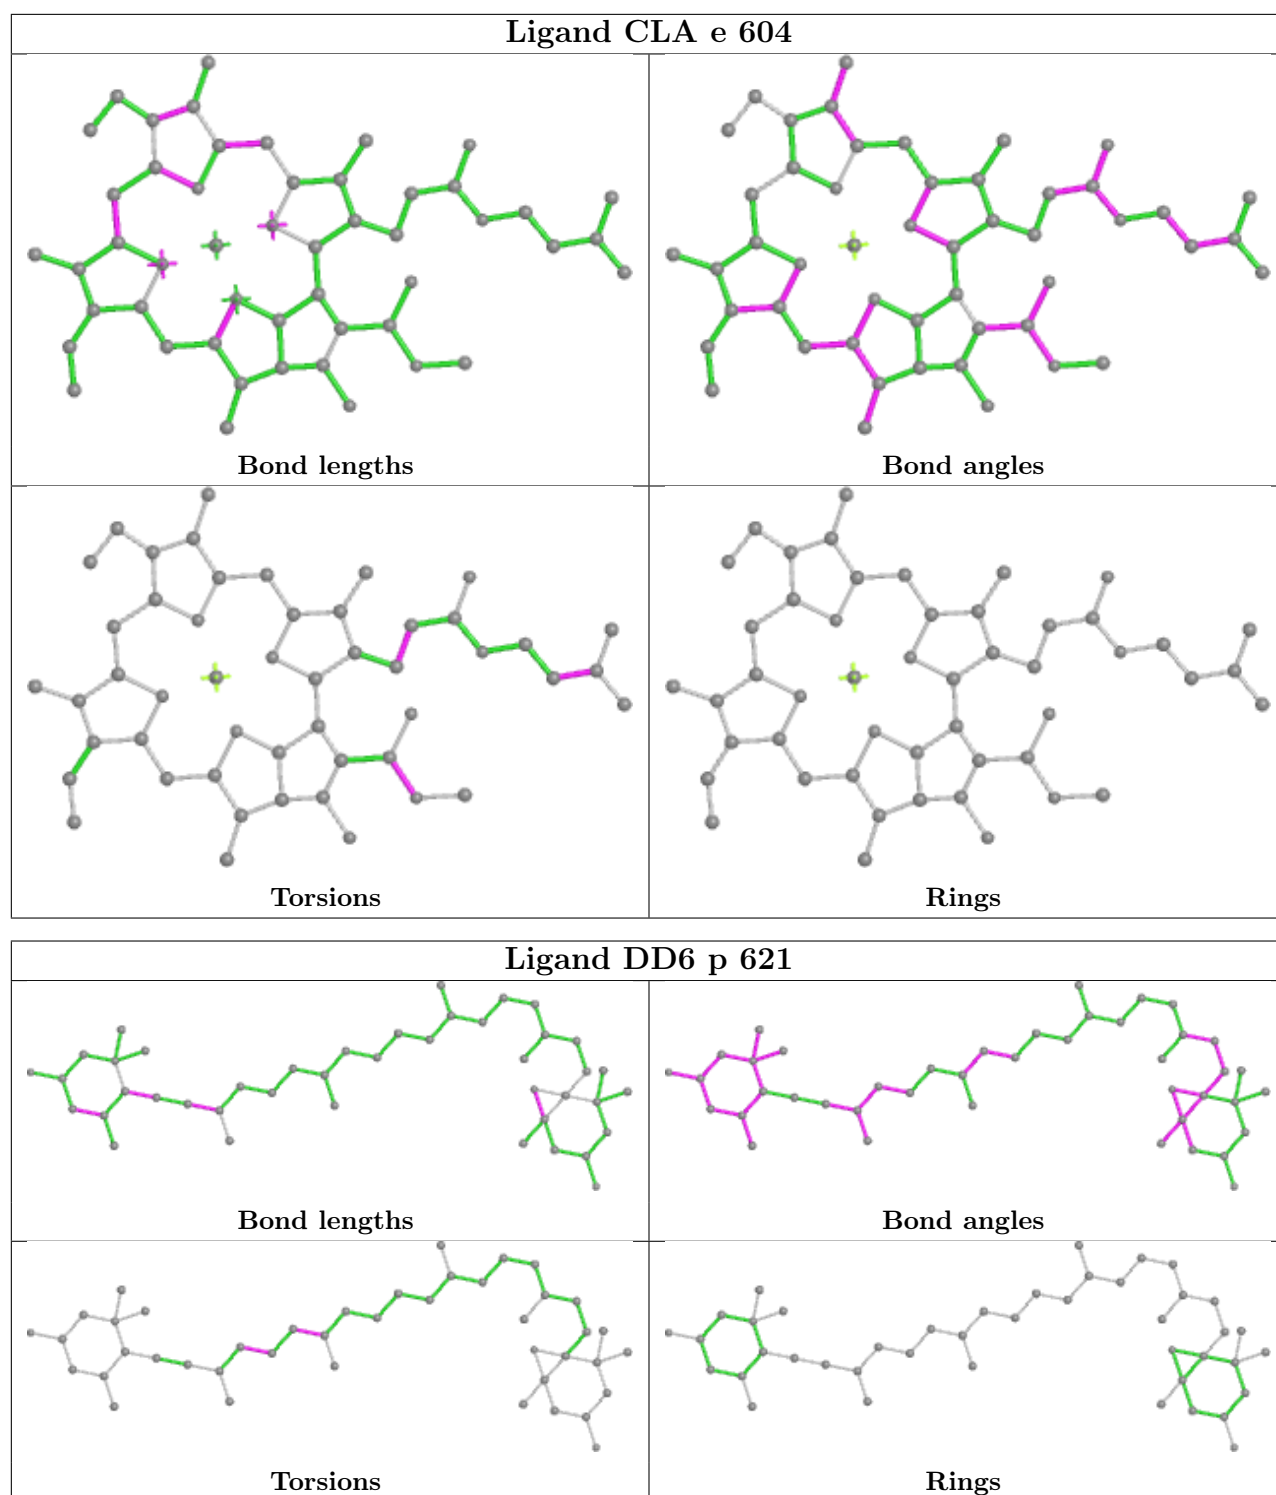 Ligand CLA e 604
Bond lengths
Bond angles
Torsions
Rings
Ligand DD6 p 621
Bond lengths
Bond angles
Torsions
Rings